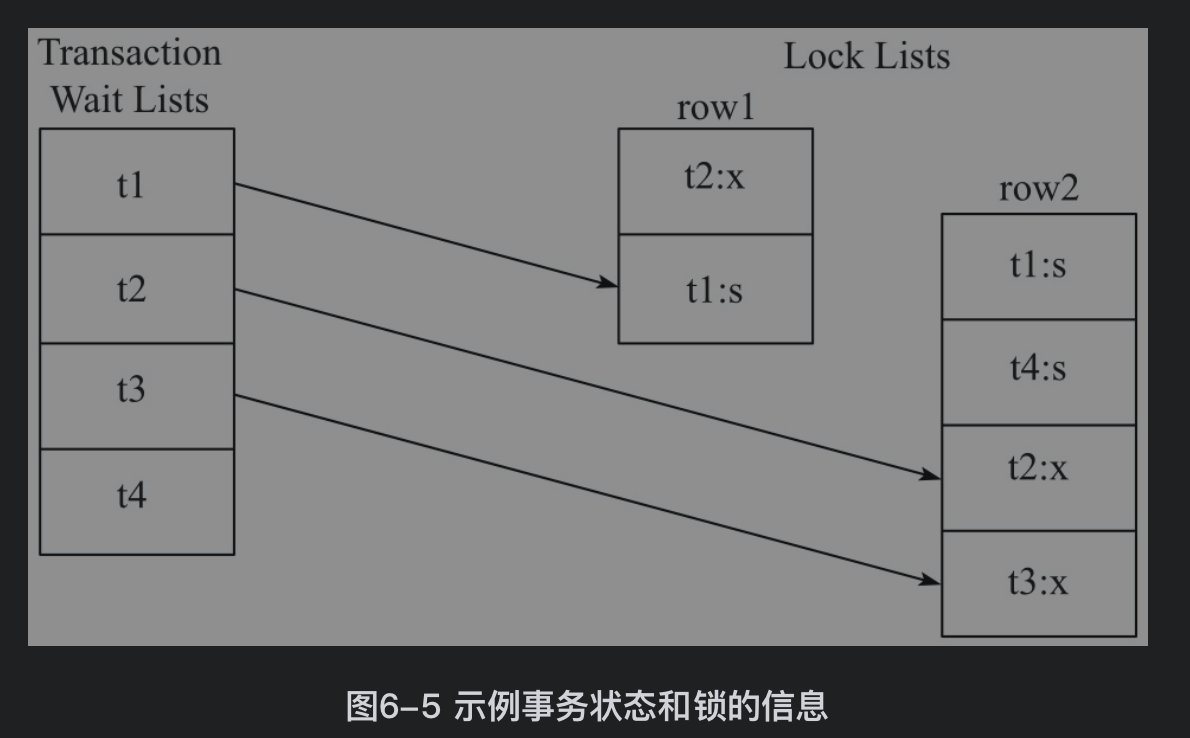 Transaction
Wait Lists
t1
t2
t3
t4
Lock Lists
row1
t2:x
t1:s
row2
t1:s
t4:s
t2:x
t3:x
图6-5 示例事务状态和锁的信息